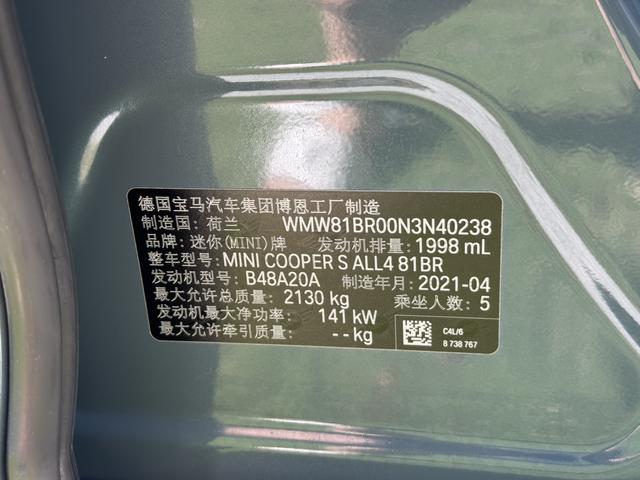 德国宝马汽车集团博恩工厂制造
制造国：荷兰 WMW81BR00N3N40238
品牌：迷你(MINI)牌 发动机排量：1998 mL
整车型号：MINI COOPER S ALL4 81BR
发动机型号：B48A20A 制造年月：2021-04
最大允许总质量：2130 kg 乘坐人数：5
发动机最大净功率：141 kW
最大允许牵引质量：--kg
C4L/6
8 738 767